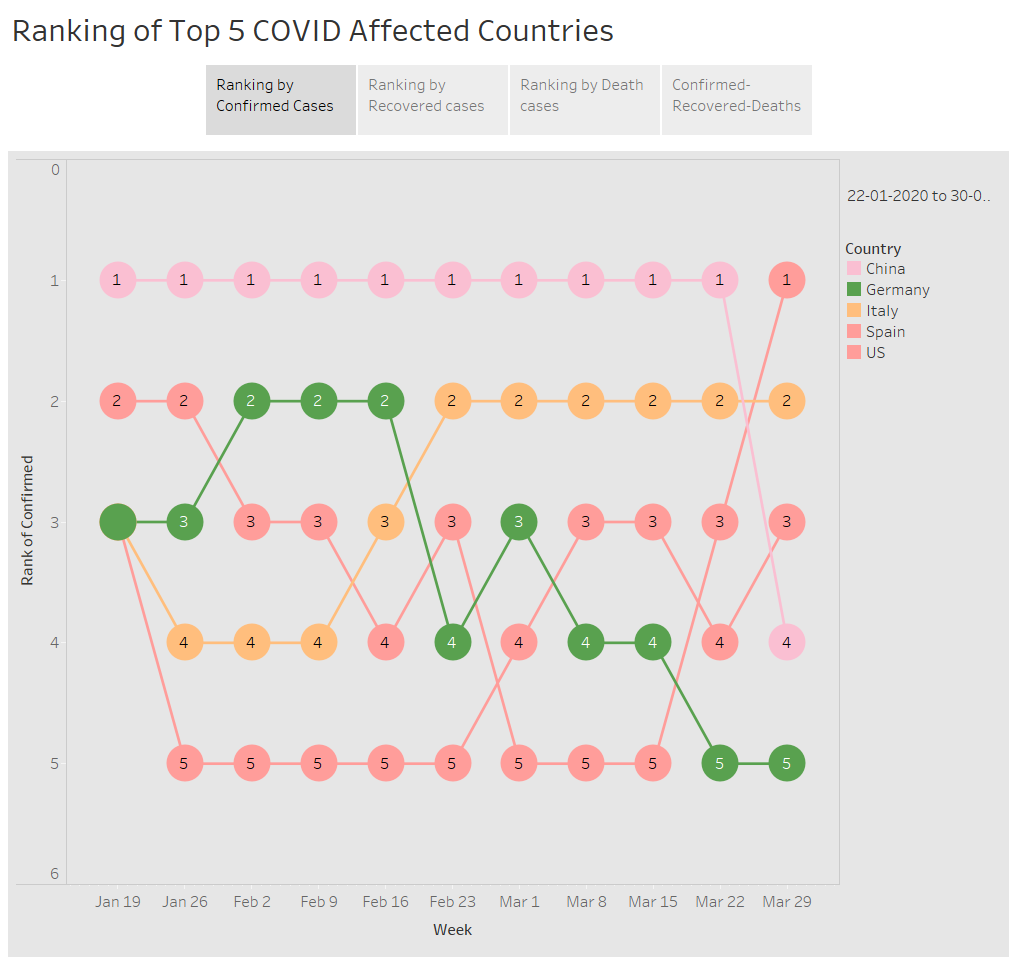 Ranking of Top 5 COVID Affected Countries
Ranking by
Confirmed Cases
Ranking by
Recovered cases
Ranking by Death
cases
Confirmed-
Recovered-Deaths
22-01-2020 to 30-0..
Country
China
Germany
Italy
Spain
US
Rank of Confirmed
0
1 1 1 1 1 1 1 1 1 1 1 1
2 2 2 2 2 2 2 2 2 2 2 2
3 3 3 3 3 3 3 3 3 3 3
4 4 4 4 4 4 4 4 4 4 4
5 5 5 5 5 5 5 5 5 5 5
6
Jan 19 Jan 26 Feb 2 Feb 9 Feb 16 Feb 23 Mar 1 Mar 8 Mar 15 Mar 22 Mar 29
Week